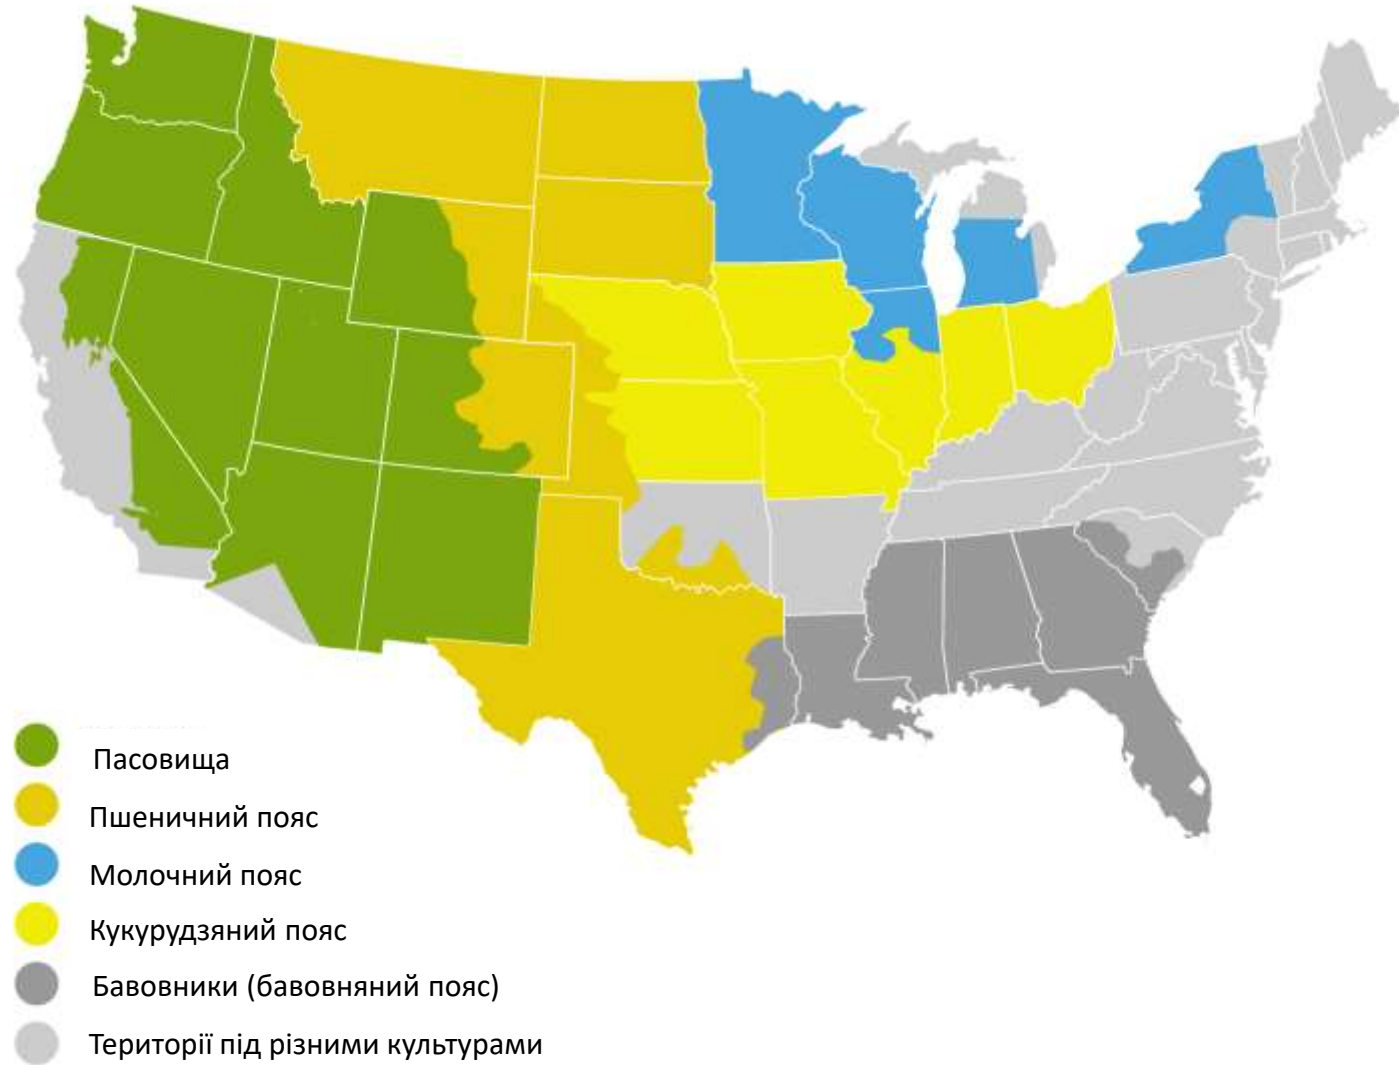 Пасовища
Пшеничний пояс
Молочний пояс
Кукурудзяний пояс
Бавовники (бавовняний пояс)
Території під різними культурами